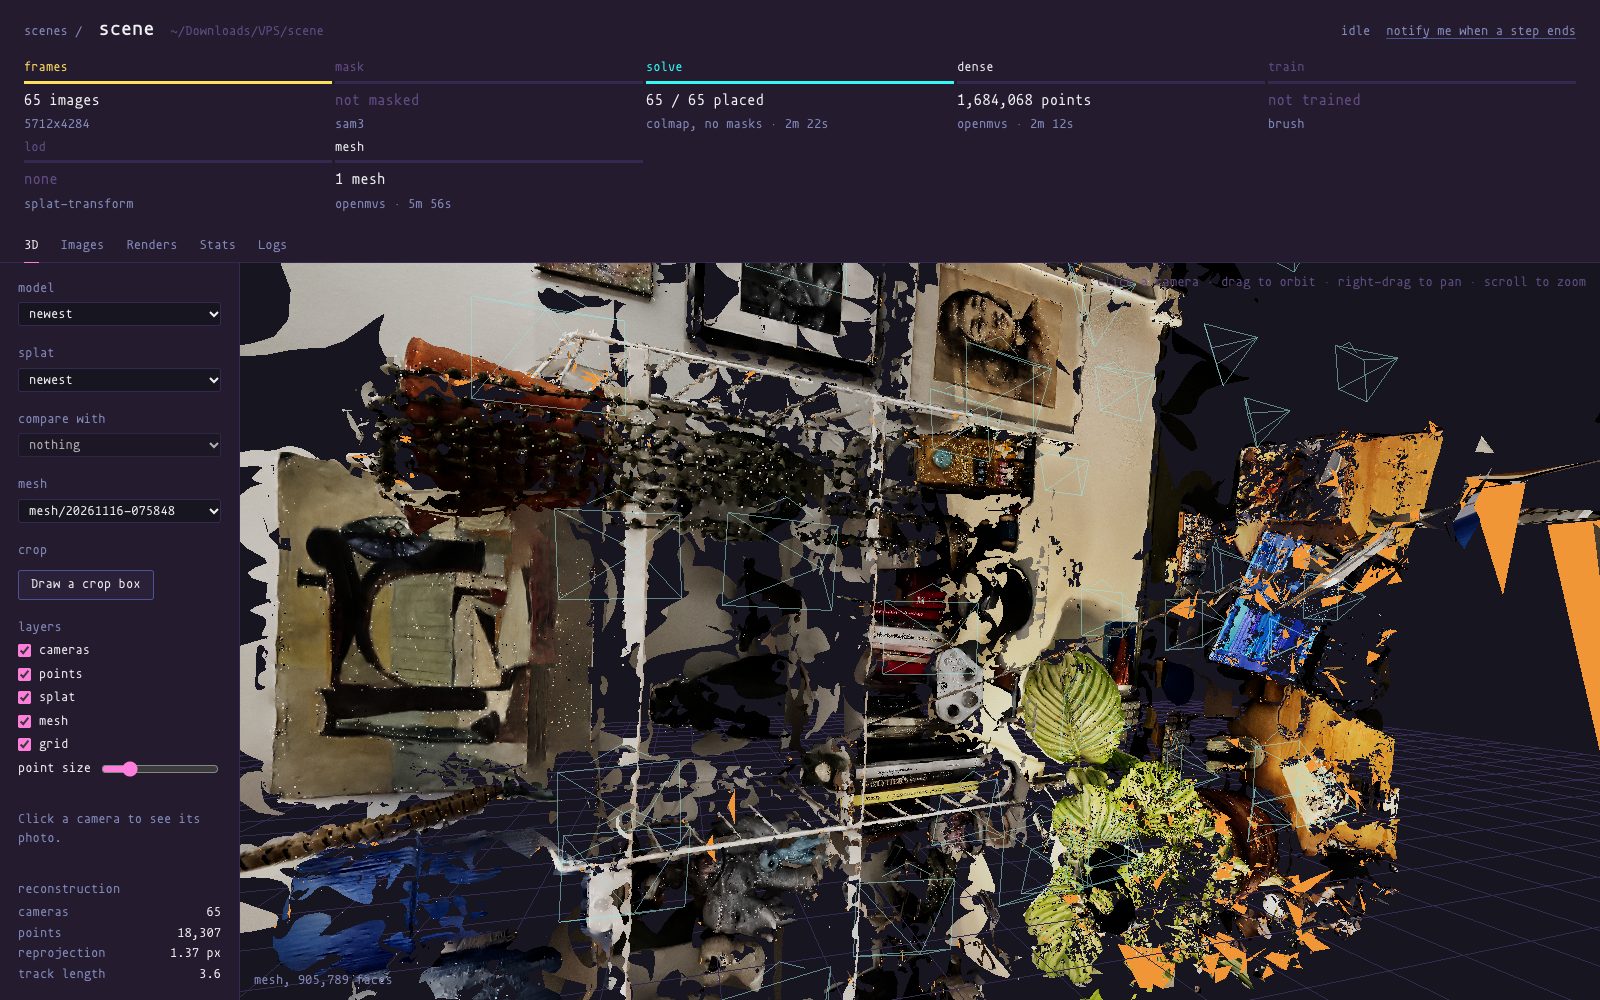 scenes / scene ~/Downloads/VPS/scene idle notify me when a step ends
frames mask solve dense train
65 images not masked 65 / 65 placed 1,684,068 points not trained
5712x4284 sam3 colmap, no masks · 2m 22s openmvs · 2m 12s brush
lod mesh
none 1 mesh
splat-transform openmvs · 5m 56s
3D Images Renders Stats Logs
model
newest
splat
newest
compare with
nothing
mesh
mesh/20261116-075848
crop
Draw a crop box
layers
cameras
points
splat
mesh
grid
point size
Click a camera to see its
photo.
reconstruction
cameras 65
points 18,307
reprojection 1.37 px
track length 3.6
click a camera · drag to orbit · right-drag to pan · scroll to zoom
mesh, 905,789 faces